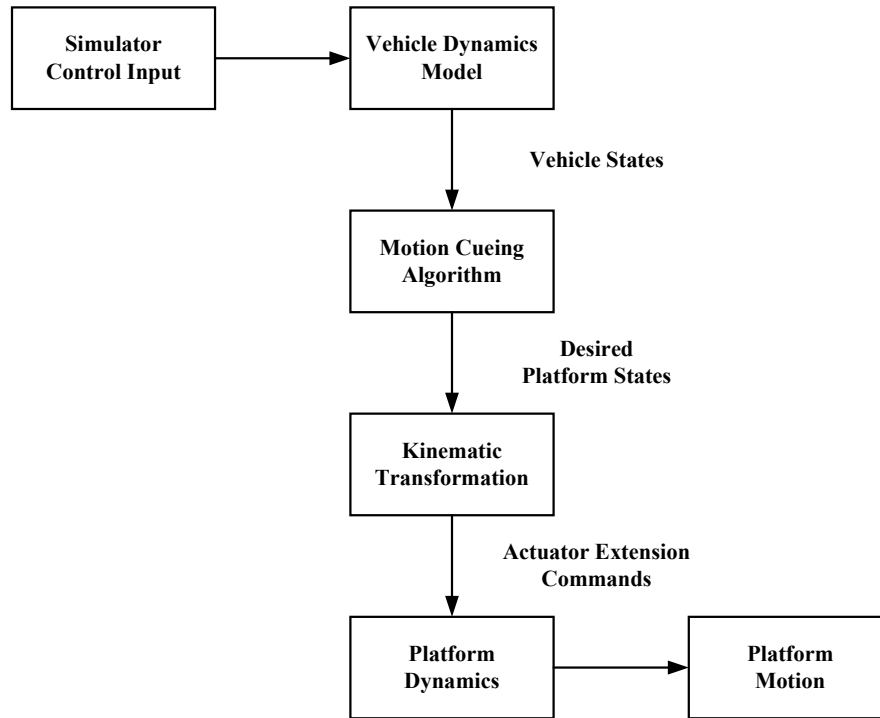 Simulator
Control Input
Vehicle Dynamics
Model
Vehicle States
Motion Cueing
Algorithm
Desired
Platform States
Kinematic
Transformation
Actuator Extension
Commands
Platform
Dynamics
Platform
Motion